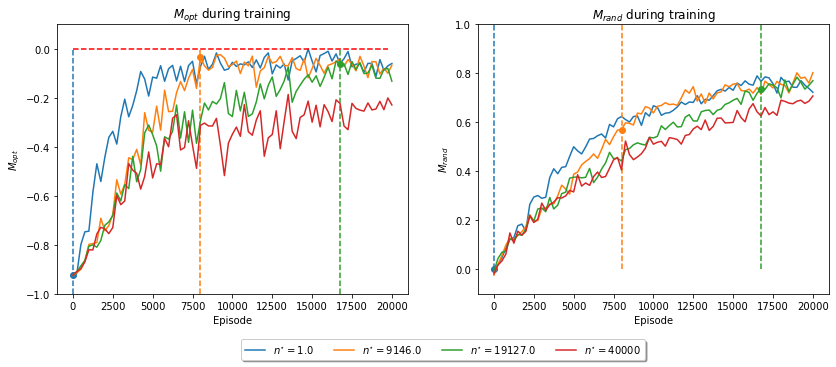 M_opt during training
M_opt
0.0
−0.2
−0.4
−0.6
−0.8
−1.0
0 2500 5000 7500 10000 12500 15000 17500 20000
Episode
M_rand during training
M_rand
1.0
0.8
0.6
0.4
0.2
0.0
0 2500 5000 7500 10000 12500 15000 17500 20000
Episode
n* = 1.0 n* = 9146.0 n* = 19127.0 n* = 40000